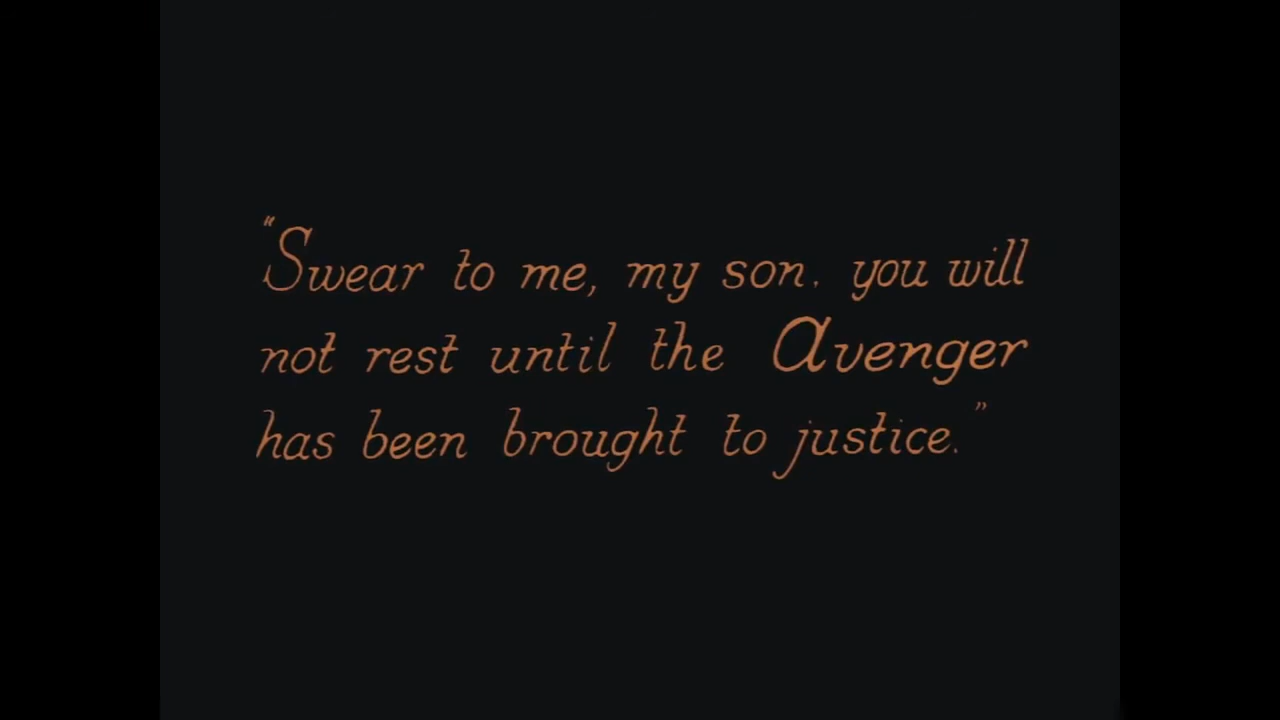 "Swear to me, my son. you will
not rest until the Avenger
has been brought to justice."